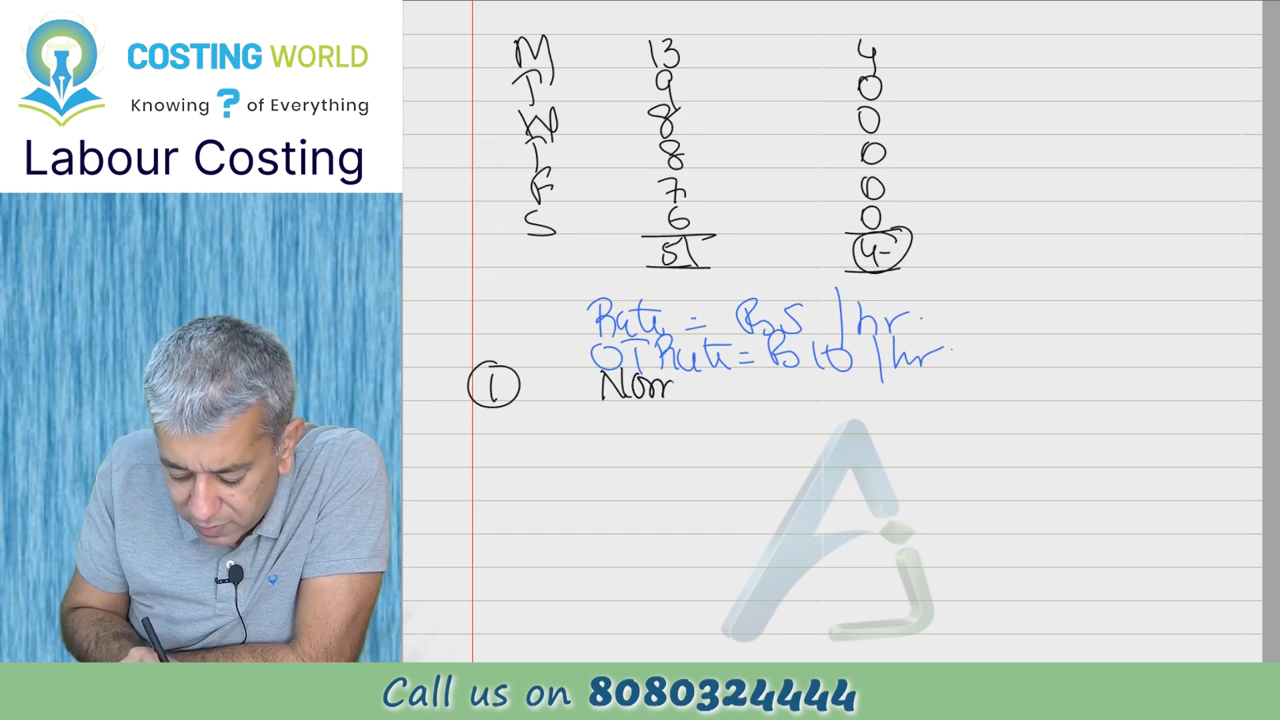 COSTING WORLD
Knowing ? of Everything
Labour Costing
M 13 4
T 9 0
W 8 0
T 8 0
F 7 0
S 6 0
51 4
Rate = Rs 5 /hr.
OT Rate = Rs 10 /hr.
1 Nor
Call us on 8080324444